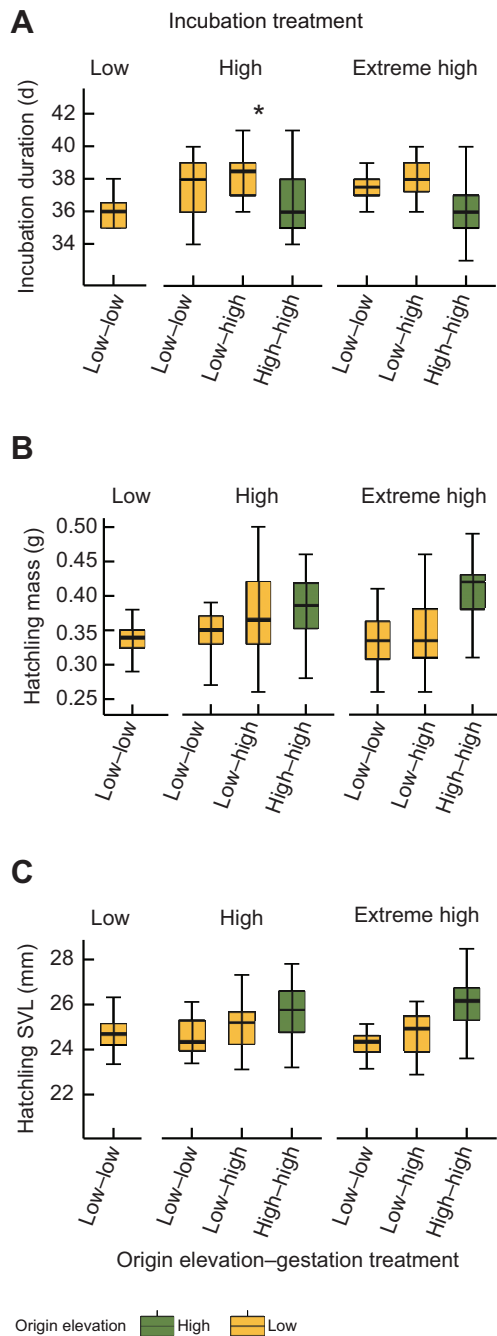 A
Incubation treatment
Low High Extreme high
Incubation duration (d)
42
40
38
36
34
*
Low–low
Low–low
Low–high
High–high
Low–low
Low–high
High–high
B
Low High Extreme high
Hatchling mass (g)
0.50
0.45
0.40
0.35
0.30
0.25
Low–low
Low–low
Low–high
High–high
Low–low
Low–high
High–high
C
Low High Extreme high
Hatchling SVL (mm)
28
26
24
22
Low–low
Low–low
Low–high
High–high
Low–low
Low–high
High–high
Origin elevation–gestation treatment
Origin elevation High Low